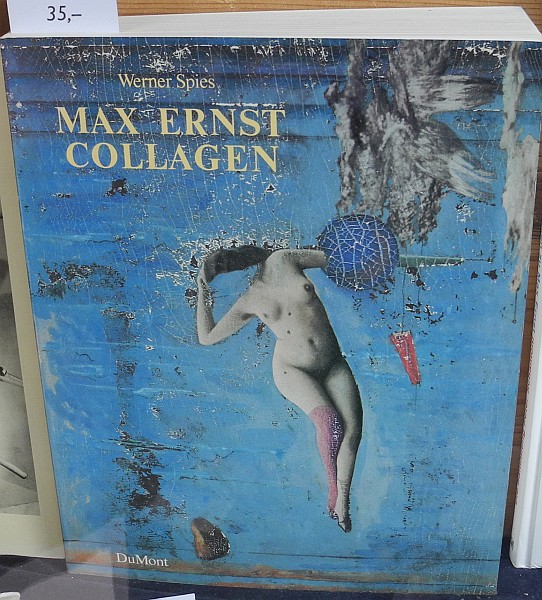 35,–
Werner Spies
MAX ERNST
COLLAGEN
DuMont